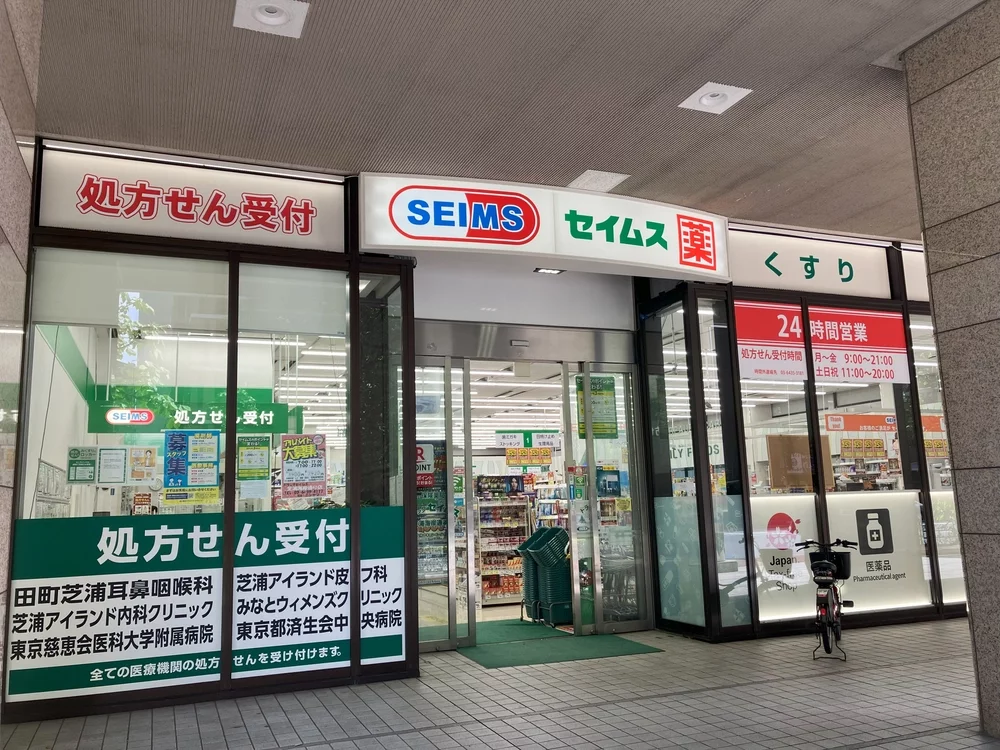 処方せん受付
SEIMS
セイムス
薬
くすり
24時間営業
処方せん受付時間
月〜金 9:00〜21:00
土日祝 11:00〜20:00
SEIMS
処方せん受付
アルバイト
大募集
処方せん受付
田町芝浦耳鼻咽喉科
芝浦アイランド内科クリニック
東京慈恵会医科大学附属病院
芝浦アイランド皮フ科
みなとウィメンズクリニック
東京都済生会中央病院
全ての医療機関の処方せんを受け付けます。
Japan
Tax-free
Shop
医薬品
Pharmaceutical agent